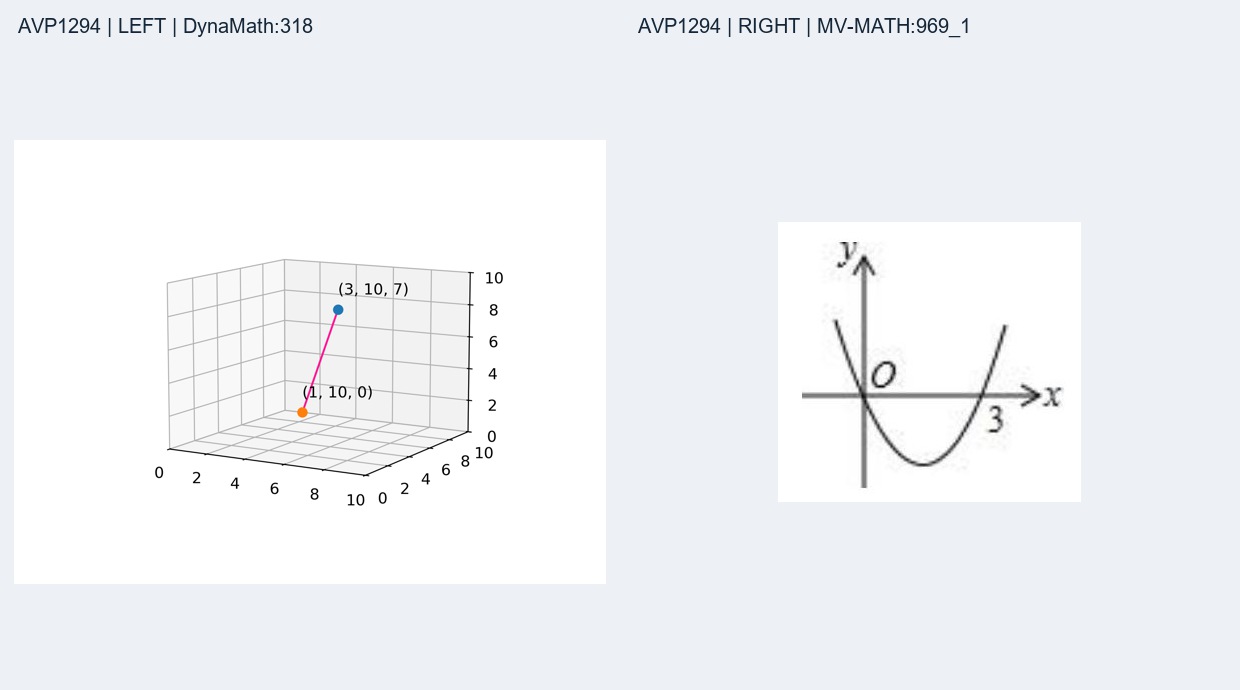 AVP1294 | LEFT | DynaMath:318
AVP1294 | RIGHT | MV-MATH:969_1
(3, 10, 7)
(1, 10, 0)
10
8
6
4
2
0
0
2
4
6
8
10
0
2
4
6
8
10
y
O
x
3